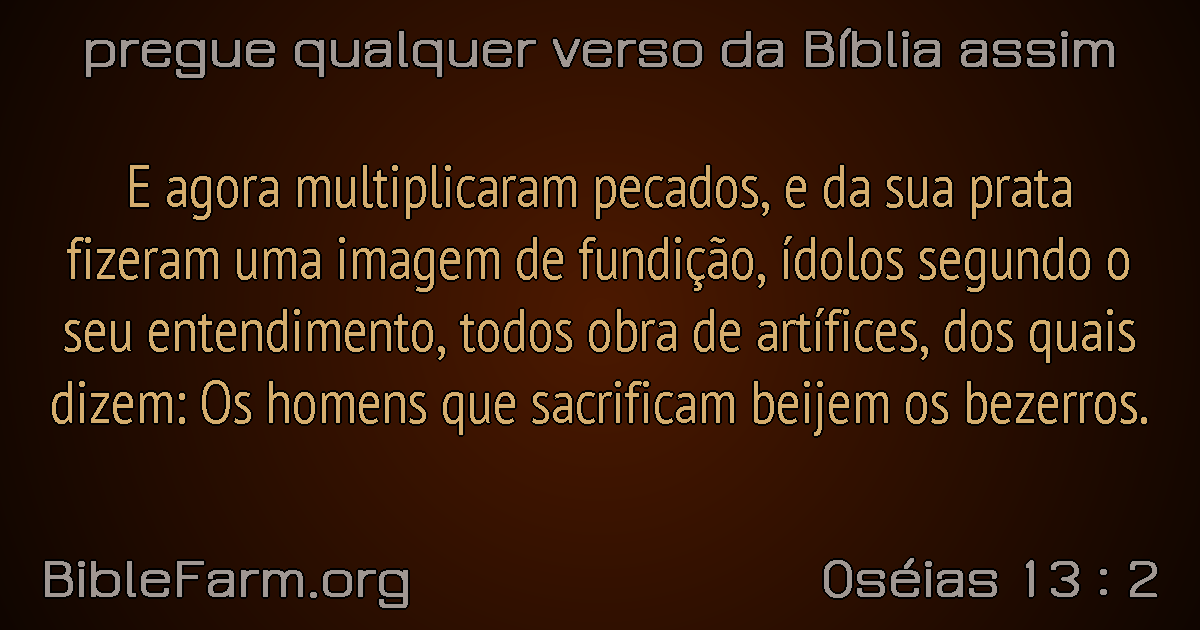 pregue qualquer verso da Bíblia assim
E agora multiplicaram pecados, e da sua prata
fizeram uma imagem de fundição, ídolos segundo o
seu entendimento, todos obra de artífices, dos quais
dizem: Os homens que sacrificam beijem os bezerros.
BibleFarm.org
Oséias 13 : 2